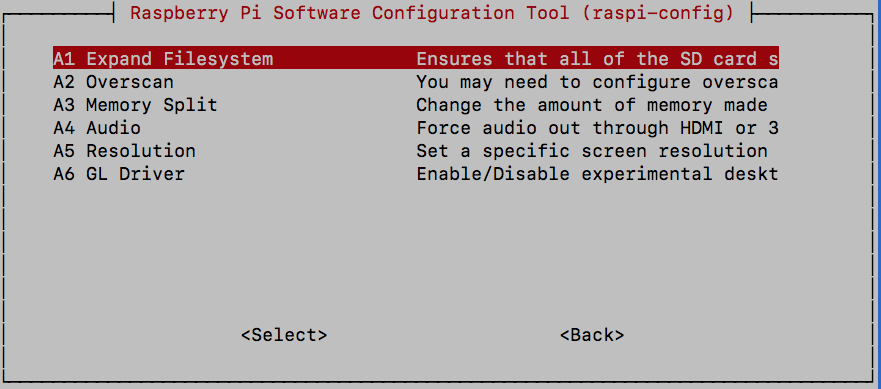 Raspberry Pi Software Configuration Tool (raspi-config)
A1 Expand Filesystem Ensures that all of the SD card s
A2 Overscan You may need to configure oversca
A3 Memory Split Change the amount of memory made
A4 Audio Force audio out through HDMI or 3
A5 Resolution Set a specific screen resolution
A6 GL Driver Enable/Disable experimental deskt
<Select> <Back>